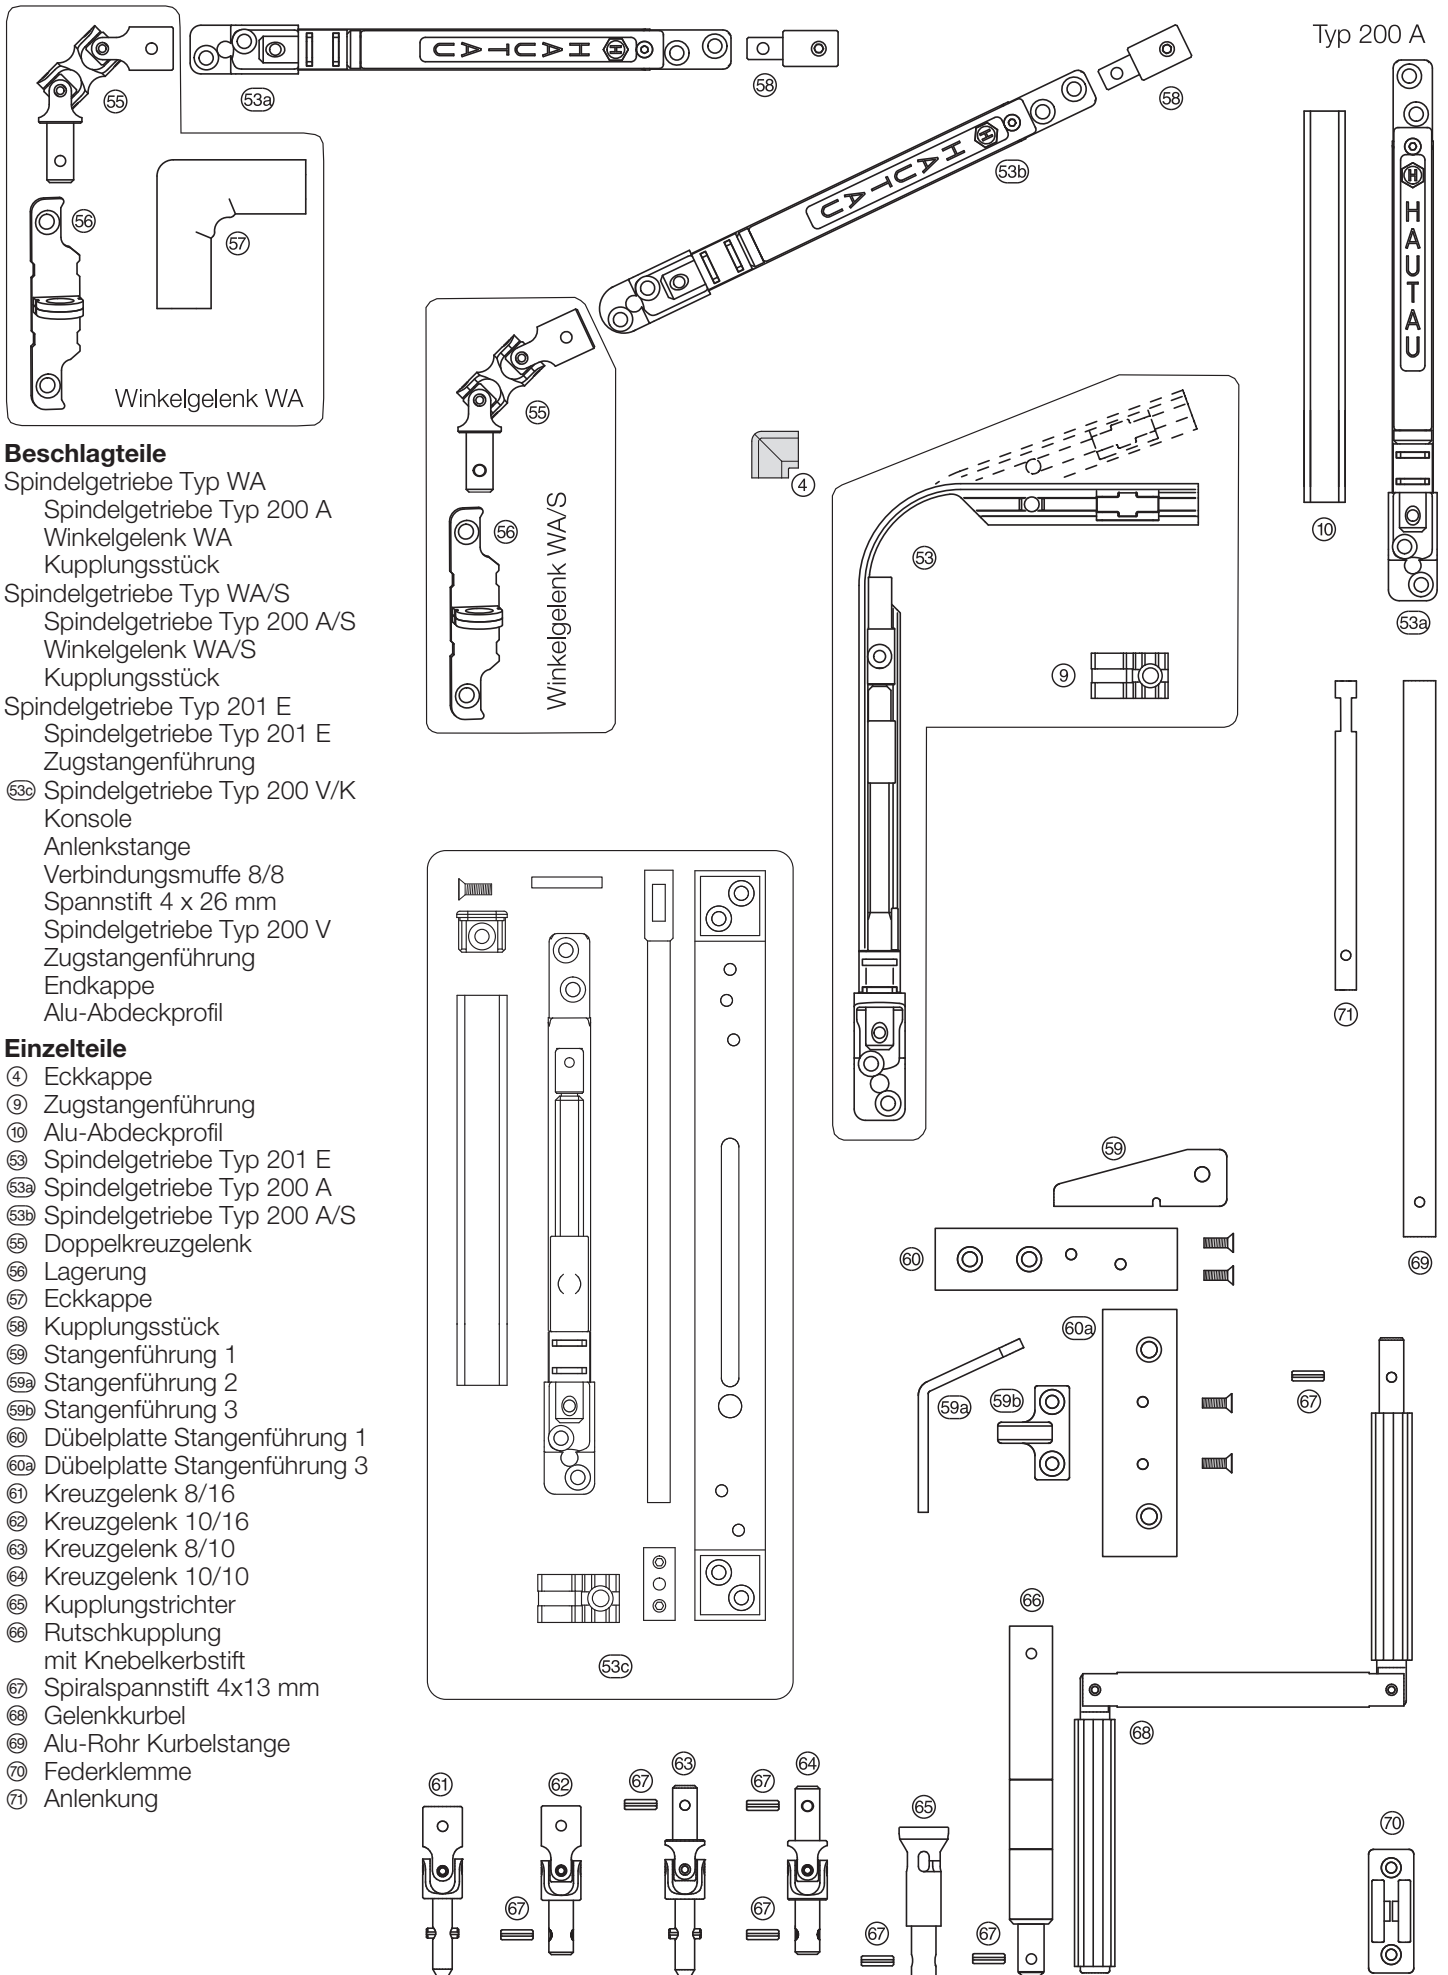 Typ 200 A
55
53a
HAUTAU
H
58
58
HAUTAU
H
53b
56
57
Winkelgelenk WA
55
56
Winkelgelenk WA/S
4
53
9
10
H
HAUTAU
53a
71
69
Beschlagteile
Spindelgetriebe Typ WA
Spindelgetriebe Typ 200 A
Winkelgelenk WA
Kupplungsstück
Spindelgetriebe Typ WA/S
Spindelgetriebe Typ 200 A/S
Winkelgelenk WA/S
Kupplungsstück
Spindelgetriebe Typ 201 E
Spindelgetriebe Typ 201 E
Zugstangenführung
53c Spindelgetriebe Typ 200 V/K
Konsole
Anlenkstange
Verbindungsmuffe 8/8
Spannstift 4 x 26 mm
Spindelgetriebe Typ 200 V
Zugstangenführung
Endkappe
Alu-Abdeckprofil
Einzelteile
4 Eckkappe
9 Zugstangenführung
10 Alu-Abdeckprofil
53 Spindelgetriebe Typ 201 E
53a Spindelgetriebe Typ 200 A
53b Spindelgetriebe Typ 200 A/S
55 Doppelkreuzgelenk
56 Lagerung
57 Eckkappe
58 Kupplungsstück
59 Stangenführung 1
59a Stangenführung 2
59b Stangenführung 3
60 Dübelplatte Stangenführung 1
60a Dübelplatte Stangenführung 3
61 Kreuzgelenk 8/16
62 Kreuzgelenk 10/16
63 Kreuzgelenk 8/10
64 Kreuzgelenk 10/10
65 Kupplungstrichter
66 Rutschkupplung
mit Knebelkerbstift
67 Spiralspannstift 4x13 mm
68 Gelenkkurbel
69 Alu-Rohr Kurbelstange
70 Federklemme
71 Anlenkung
53c
59
60
60a
59a
59b
67
66
68
61
62
67
63
67
64
67
67
65
67
67
70